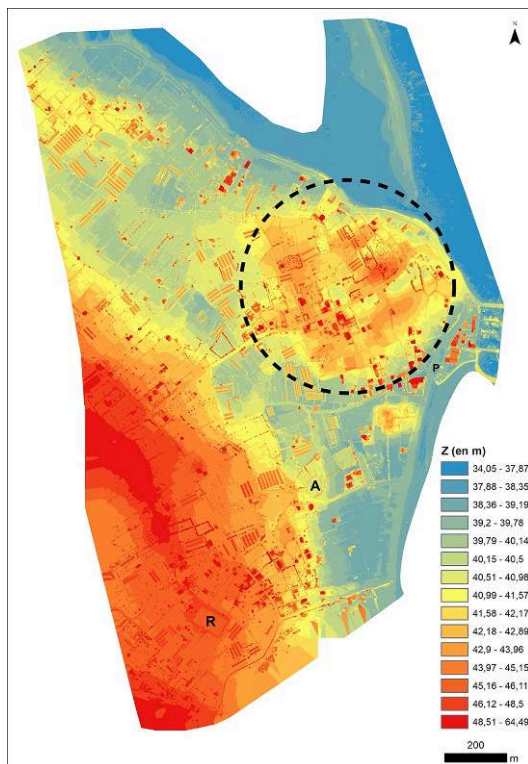 N
P
A
R
Z (en m)
34,05 - 37,87
37,88 - 38,35
38,36 - 39,19
39,2 - 39,78
39,79 - 40,14
40,15 - 40,5
40,51 - 40,98
40,99 - 41,57
41,58 - 42,17
42,18 - 42,89
42,9 - 43,96
43,97 - 45,15
45,16 - 46,11
46,12 - 48,5
48,51 - 64,49
200
m